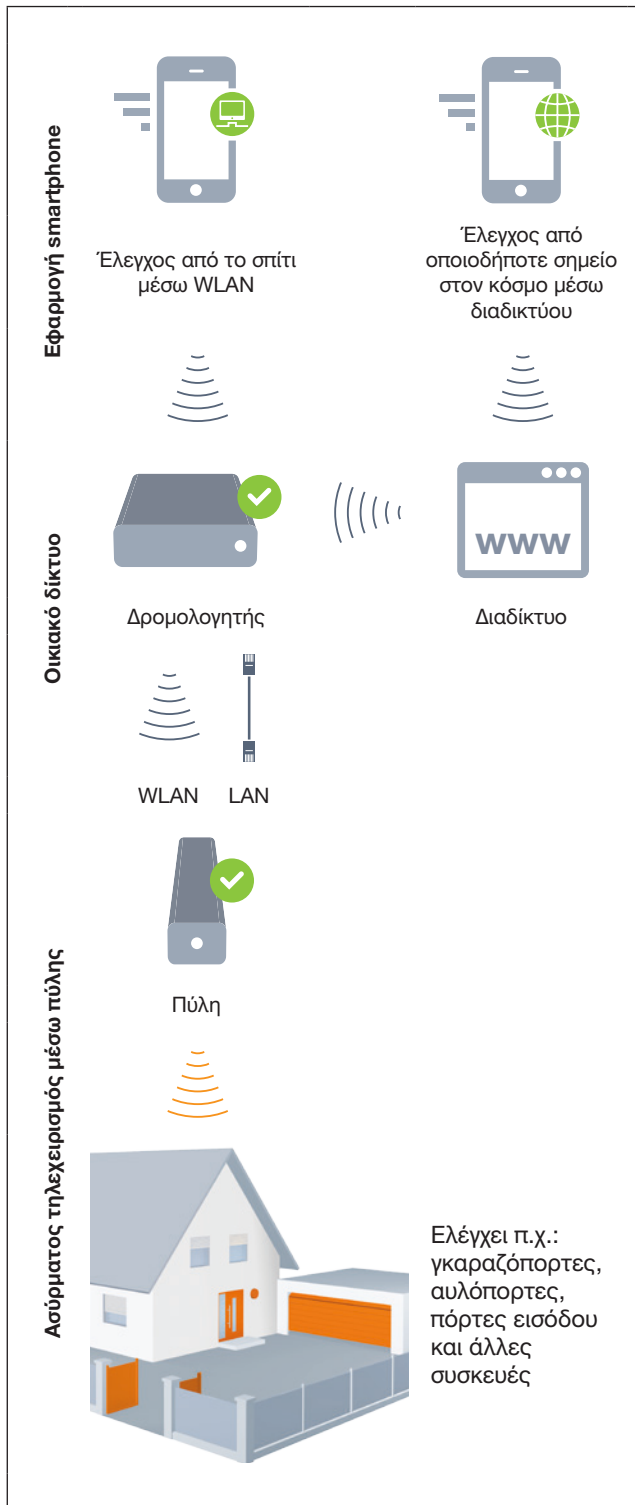 Εφαρμογή smartphone
Έλεγχος από το σπίτι
μέσω WLAN
Έλεγχος από
οποιοδήποτε σημείο
στον κόσμο μέσω
διαδικτύου
Οικιακό δίκτυο
Δρομολογητής
www
Διαδίκτυο
WLAN
LAN
Ασύρματος τηλεχειρισμός μέσω πύλης
Πύλη
Ελέγχει π.χ.:
γκαραζόπορτες,
αυλόπορτες,
πόρτες εισόδου
και άλλες
συσκευές